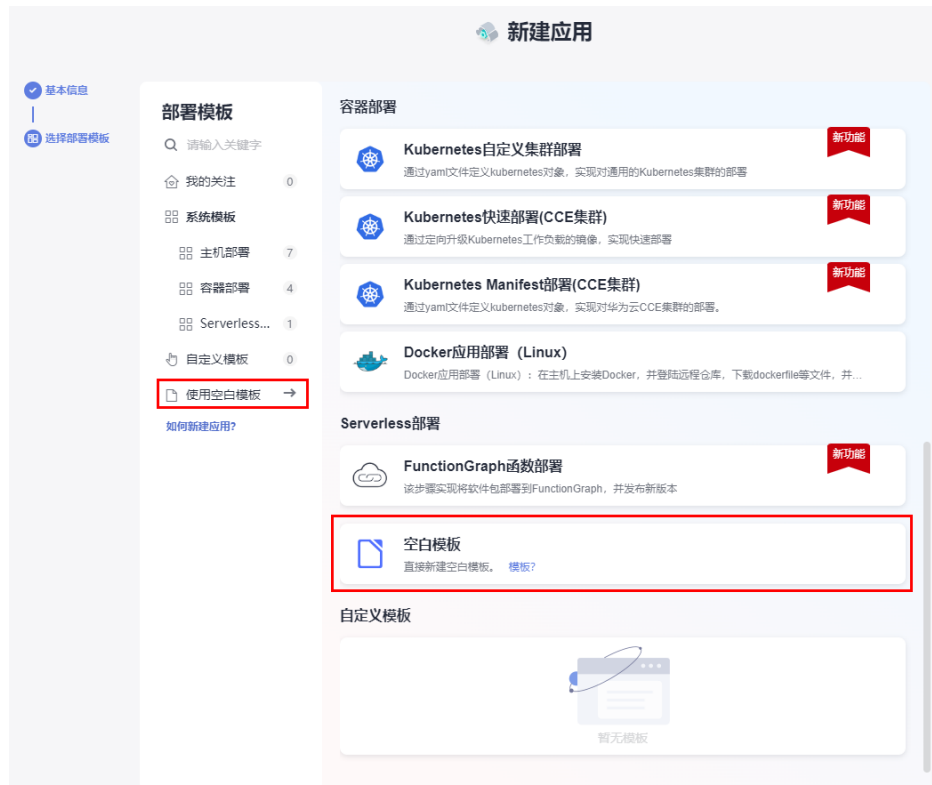 新建应用
基本信息
选择部署模板
部署模板
请输入关键字
我的关注 0
系统模板
主机部署 7
容器部署 4
Serverless... 1
自定义模板 0
使用空白模板
如何新建应用?
容器部署
Kubernetes自定义集群部署
新功能
通过yaml文件定义kubernetes对象，实现对通用的Kubernetes集群的部署
Kubernetes快速部署(CCE集群)
新功能
通过定向升级Kubernetes工作负载的镜像，实现快速部署
Kubernetes Manifest部署(CCE集群)
新功能
通过yaml文件定义kubernetes对象，实现对华为云CCE集群的部署。
Docker应用部署（Linux）
Docker应用部署（Linux）：在主机上安装Docker，并登陆远程仓库，下载dockerfile等文件，并...
Serverless部署
FunctionGraph函数部署
新功能
该步骤实现将软件包部署到FunctionGraph，并发布新版本
空白模板
直接新建空白模板。 模板?
自定义模板
暂无模板